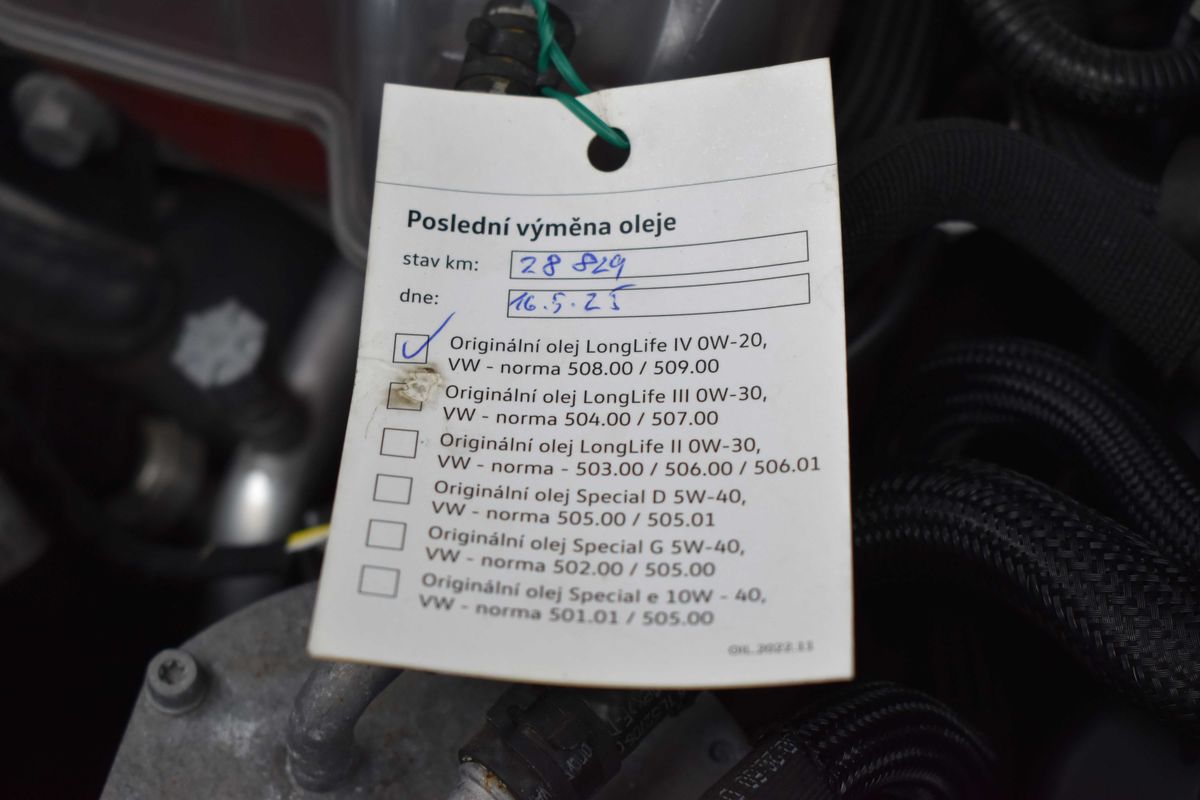 Poslední výměna oleje
stav km: 28 829
dne: 16.5.25
Originální olej LongLife IV 0W-20,
VW - norma 508.00 / 509.00
Originální olej LongLife III 0W-30,
VW - norma 504.00 / 507.00
Originální olej LongLife II 0W-30,
VW - norma - 503.00 / 506.00 / 506.01
Originální olej Special D 5W-40,
VW - norma 505.00 / 505.01
Originální olej Special G 5W-40,
VW - norma 502.00 / 505.00
Originální olej Special e 10W - 40,
VW - norma 501.01 / 505.00
OIL.2022.11